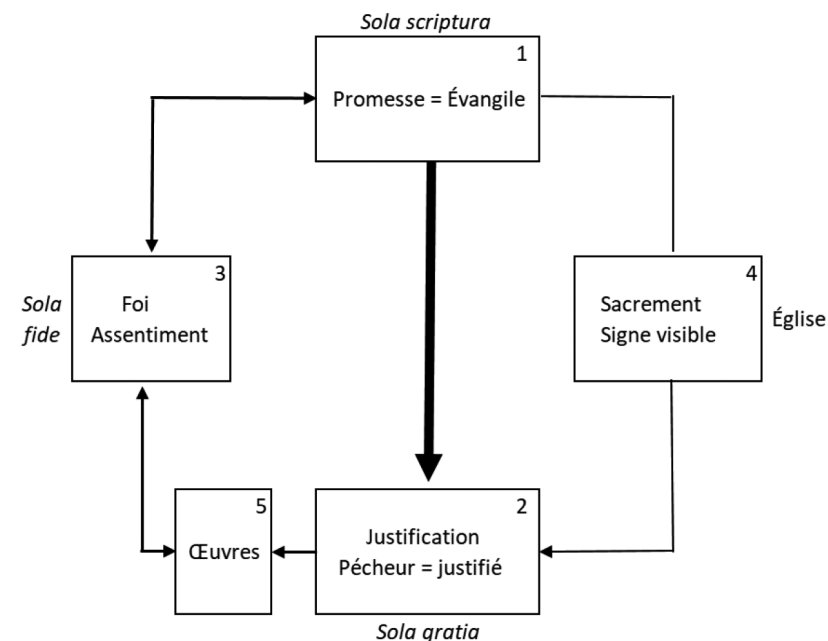 Sola scriptura
1
Promesse = Évangile
3
Foi
Assentiment
Sola
fide
4
Sacrement
Signe visible
Église
5
Œuvres
2
Justification
Pécheur = justifié
Sola gratia